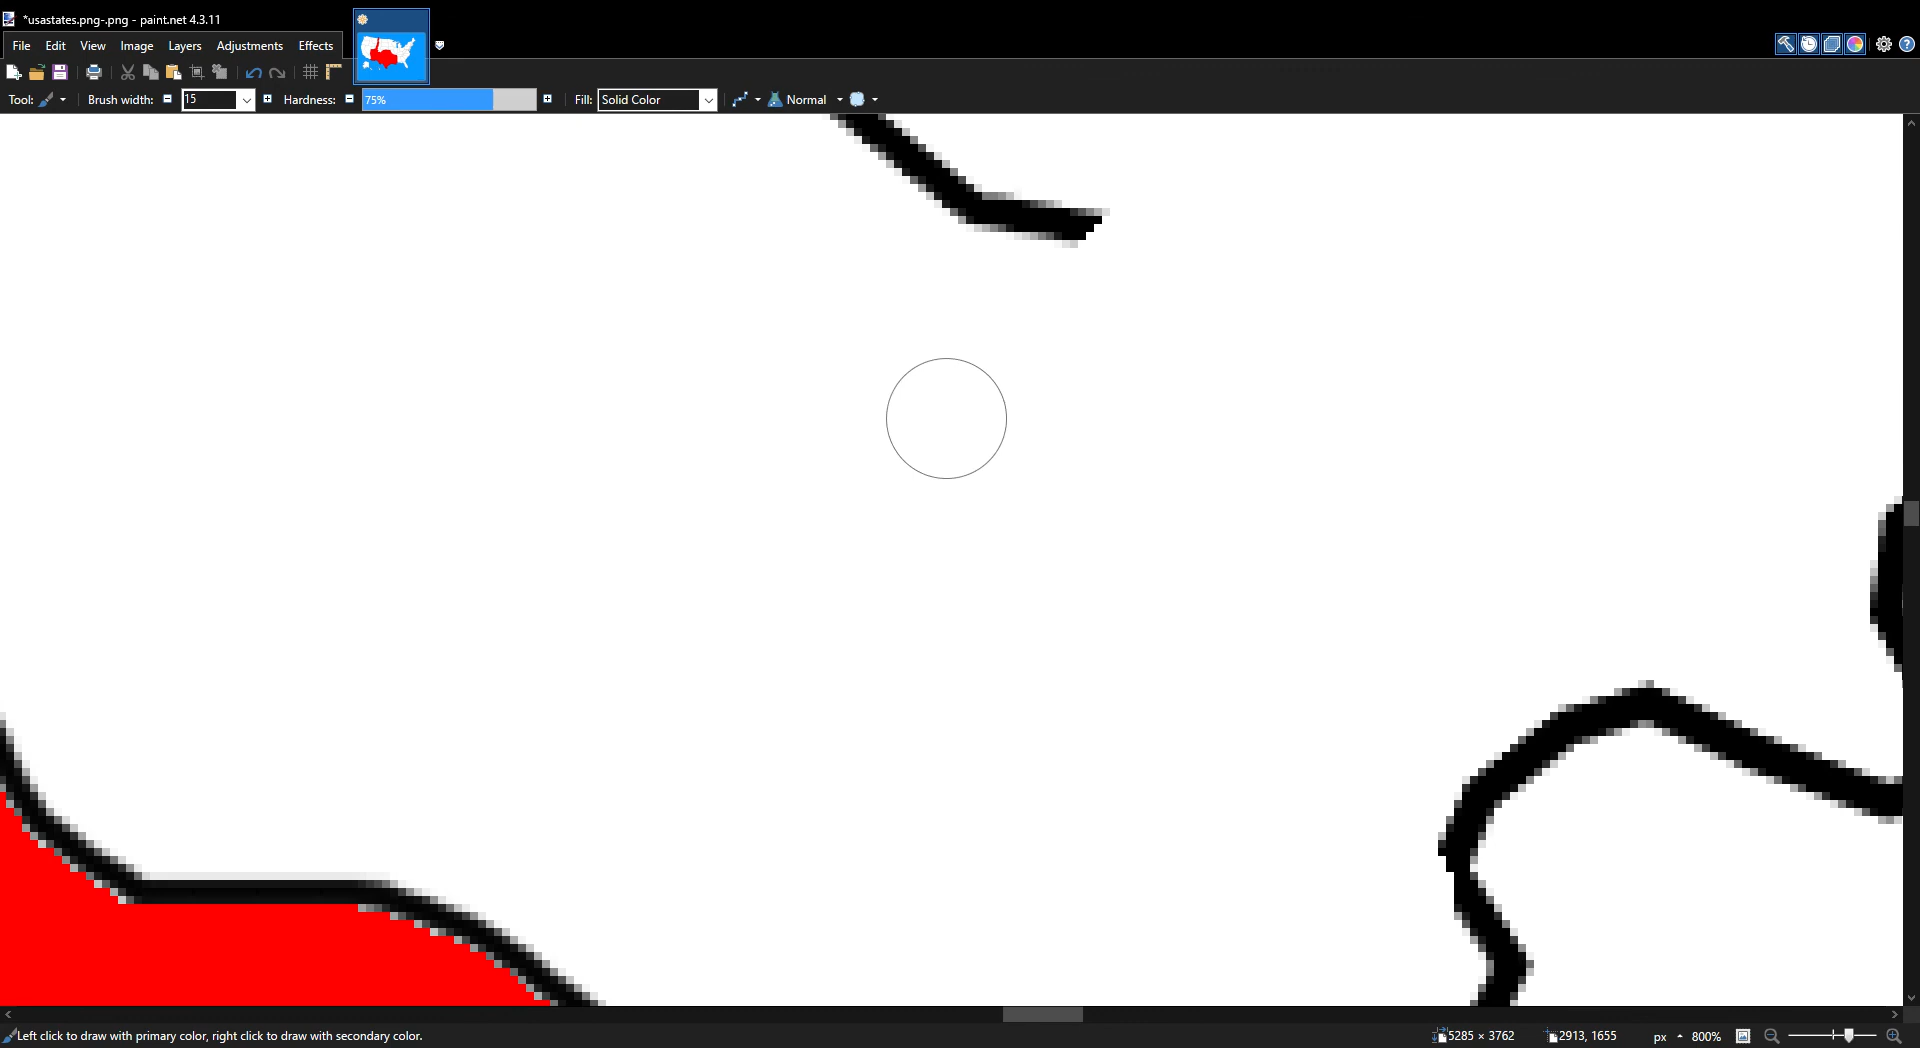 *usastates.png-.png - paint.net 4.3.11
File Edit View Image Layers Adjustments Effects
Tool: Brush width: 15 Hardness: 75% Fill: Solid Color Normal
Left click to draw with primary color, right click to draw with secondary color. 5285 × 3762 2913, 1655 px 800%